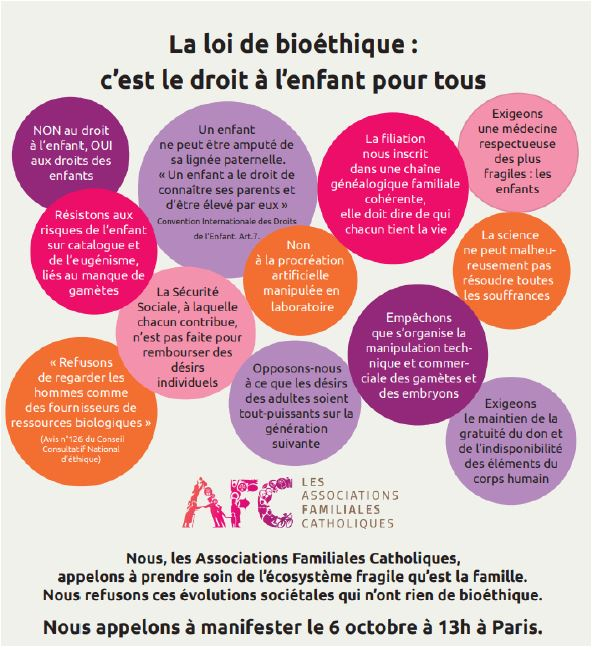 La loi de bioéthique :
c’est le droit à l’enfant pour tous
NON au droit
à l’enfant, OUI
aux droits des
enfants
Un enfant
ne peut être amputé de
sa lignée paternelle.
« Un enfant a le droit de
connaître ses parents et
d’être élevé par eux »
Convention Internationale des Droits
de l’Enfant. Art.7.
La filiation
nous inscrit
dans une chaîne
généalogique familiale
cohérente,
elle doit dire de qui
chacun tient la vie
Exigeons
une médecine
respectueuse
des plus
fragiles : les
enfants
Résistons aux
risques de l’enfant
sur catalogue et
de l’eugénisme,
liés au manque de
gamètes
Non
à la procréation
artificielle
manipulée en
laboratoire
La science
ne peut malheu-
reusement pas
résoudre toutes
les souffrances
La Sécurité
Sociale, à laquelle
chacun contribue,
n’est pas faite pour
rembourser des
désirs
individuels
Empêchons
que s’organise la
manipulation tech-
nique et commer-
ciale des gamètes et
des embryons
« Refusons
de regarder les
hommes comme
des fournisseurs de
ressources biologiques »
(Avis n°126 du Conseil
Consultatif National
d’éthique)
Opposons-nous
à ce que les désirs
des adultes soient
tout-puissants sur la
génération
suivante
Exigeons
le maintien de la
gratuité du don et
de l’indisponibilité
des éléments du
corps humain
AFC
LES
ASSOCIATIONS
FAMILIALES
CATHOLIQUES
Nous, les Associations Familiales Catholiques,
appelons à prendre soin de l’écosystème fragile qu’est la famille.
Nous refusons ces évolutions sociétales qui n’ont rien de bioéthique.
Nous appelons à manifester le 6 octobre à 13h à Paris.